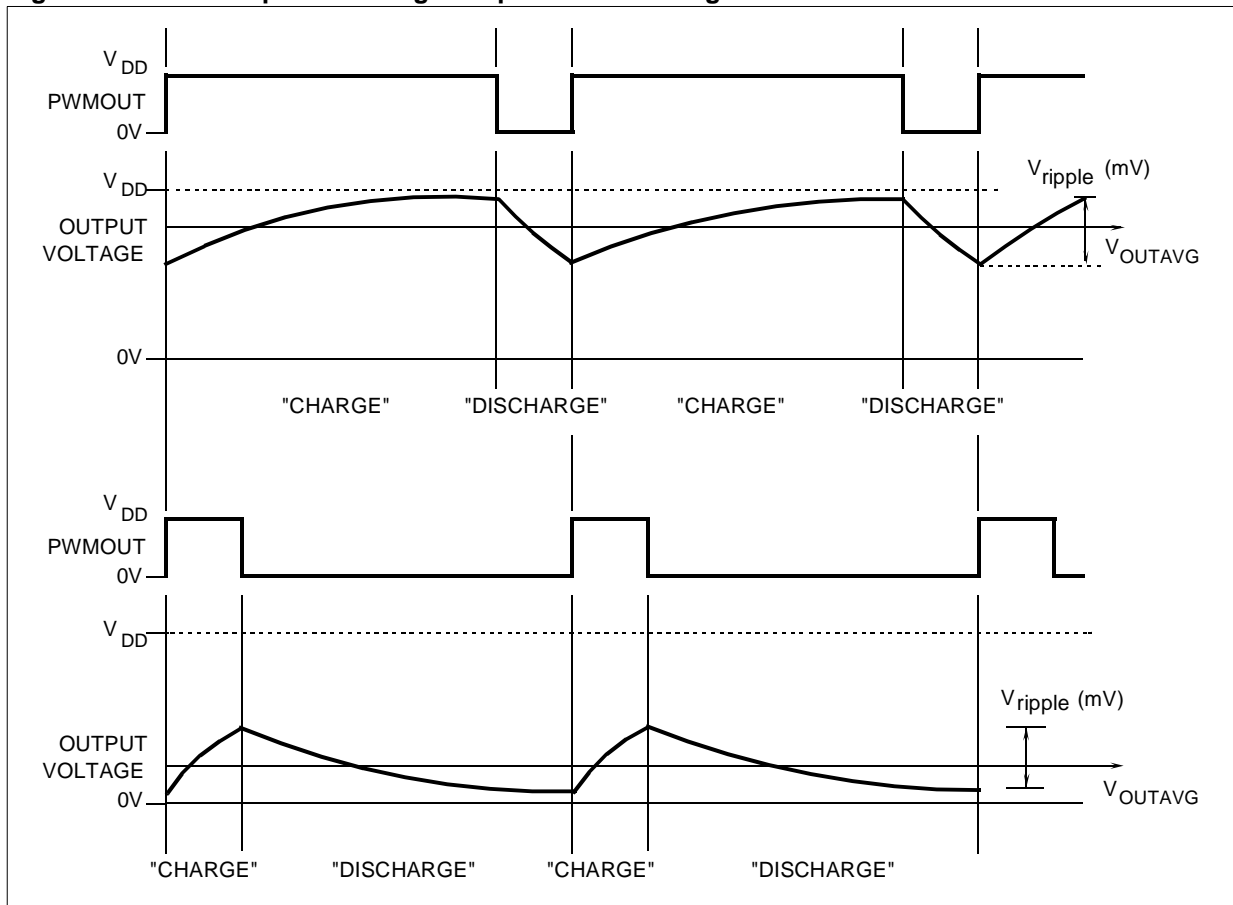 V DD
PWMOUT
0V
V DD
V ripple (mV)
OUTPUT
VOLTAGE
V OUTAVG
0V
"CHARGE" "DISCHARGE" "CHARGE" "DISCHARGE"
V DD
PWMOUT
0V
V DD
V ripple (mV)
OUTPUT
VOLTAGE
0V
V OUTAVG
"CHARGE" "DISCHARGE" "CHARGE" "DISCHARGE"